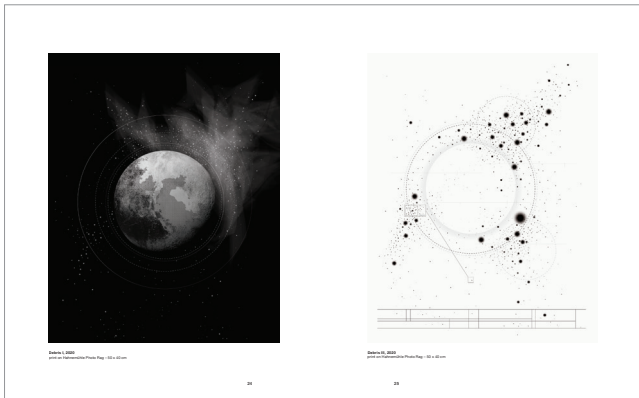 Debris I, 2020
print on Hahnemühle Photo Rag – 50 x 40 cm
Debris III, 2020
print on Hahnemühle Photo Rag – 50 x 40 cm
24
25